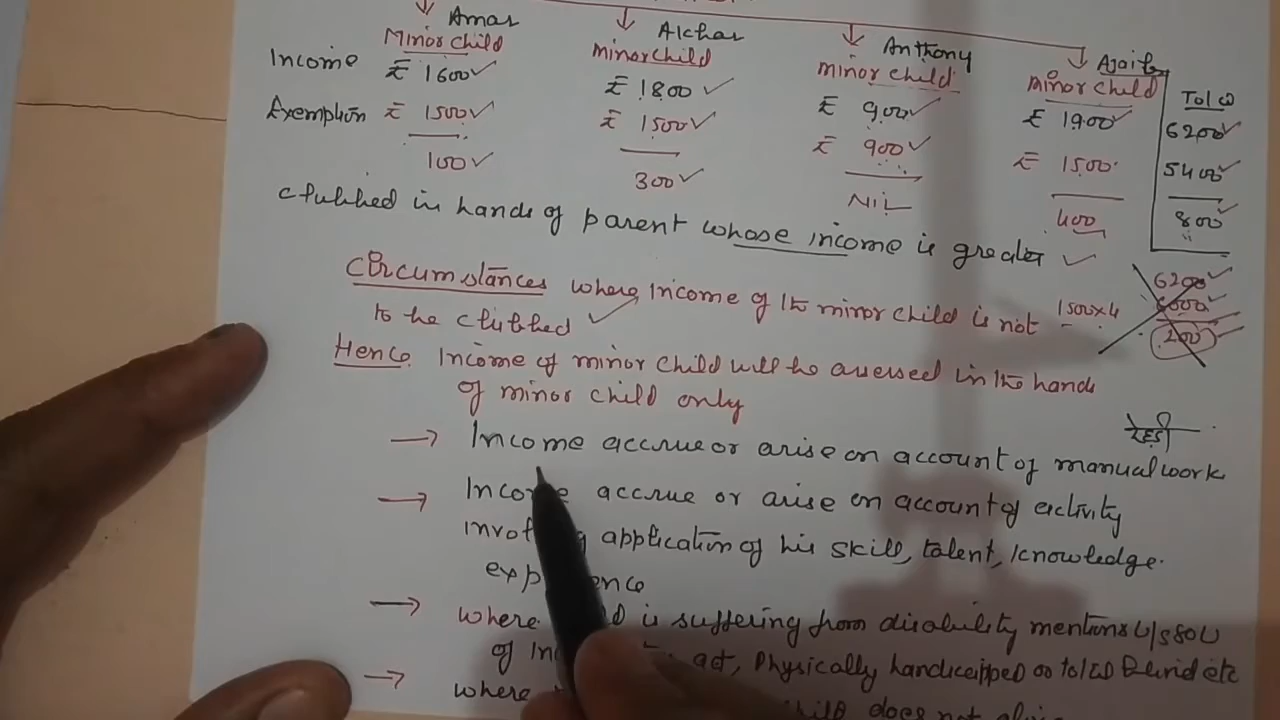 Amar Akhar Anthony Ajeita
Minor child minor child minor child minor child Total
Income ₹ 1600 ₹ 1800 ₹ 900 ₹ 1900 6200
Exemption ₹ 1500 ₹ 1500 ₹ 900 ₹ 1500 5400
100 300 NIL 400 800
Clubbed in hands of parent whose income is greater
6200
1500×4 6000
200
Circumstances where income of the minor child is not
to be clubbed
Hence Income of minor child will be assessed in the hands
of minor child only
रेहड़ी
→ Income accrue or arise on account of manual work
→ Income accrue or arise on account of activity
application of his skill, talent, knowledge
→ where is suffering from disability mentions U/S 80U
of act, Physically handicapped or total Blind etc
→ where does not